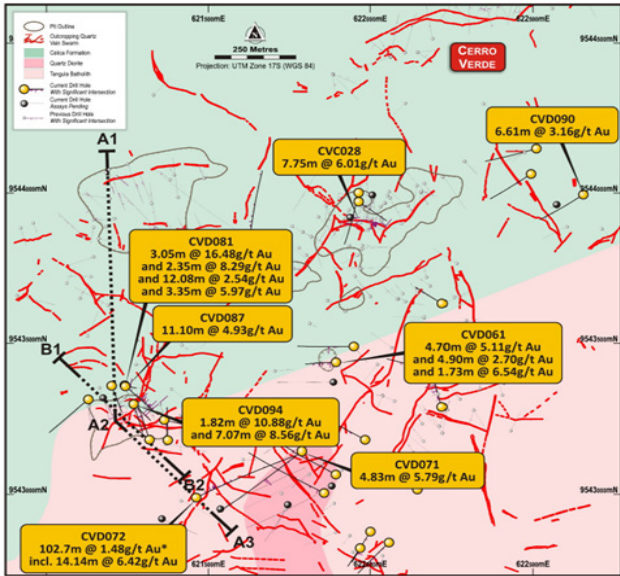 Pit Outline
Outcropping Quartz
Vein Swarm
Celica Formation
Quartz Diorite
Tangula Batholith
Current Drill Hole
With Significant Intersection
Current Drill Hole
Assays Pending
Previous Drill Hole
With Significant Intersection
250 Metres
Projection: UTM Zone 17S (WGS 84)
CERRO
VERDE
A1
CVC028
7.75m @ 6.01g/t Au
CVD090
6.61m @ 3.16g/t Au
CVD081
3.05m @ 16.48g/t Au
and 2.35m @ 8.29g/t Au
and 12.08m @ 2.54g/t Au
and 3.35m @ 5.97g/t Au
CVD087
11.10m @ 4.93g/t Au
B1
CVD061
4.70m @ 5.11g/t Au
and 4.90m @ 2.70g/t Au
and 1.73m @ 6.54g/t Au
A2
CVD094
1.82m @ 10.88g/t Au
and 7.07m @ 8.56g/t Au
CVD071
4.83m @ 5.79g/t Au
B2
A3
CVD072
102.7m @ 1.48g/t Au*
incl. 14.14m @ 6.42g/t Au